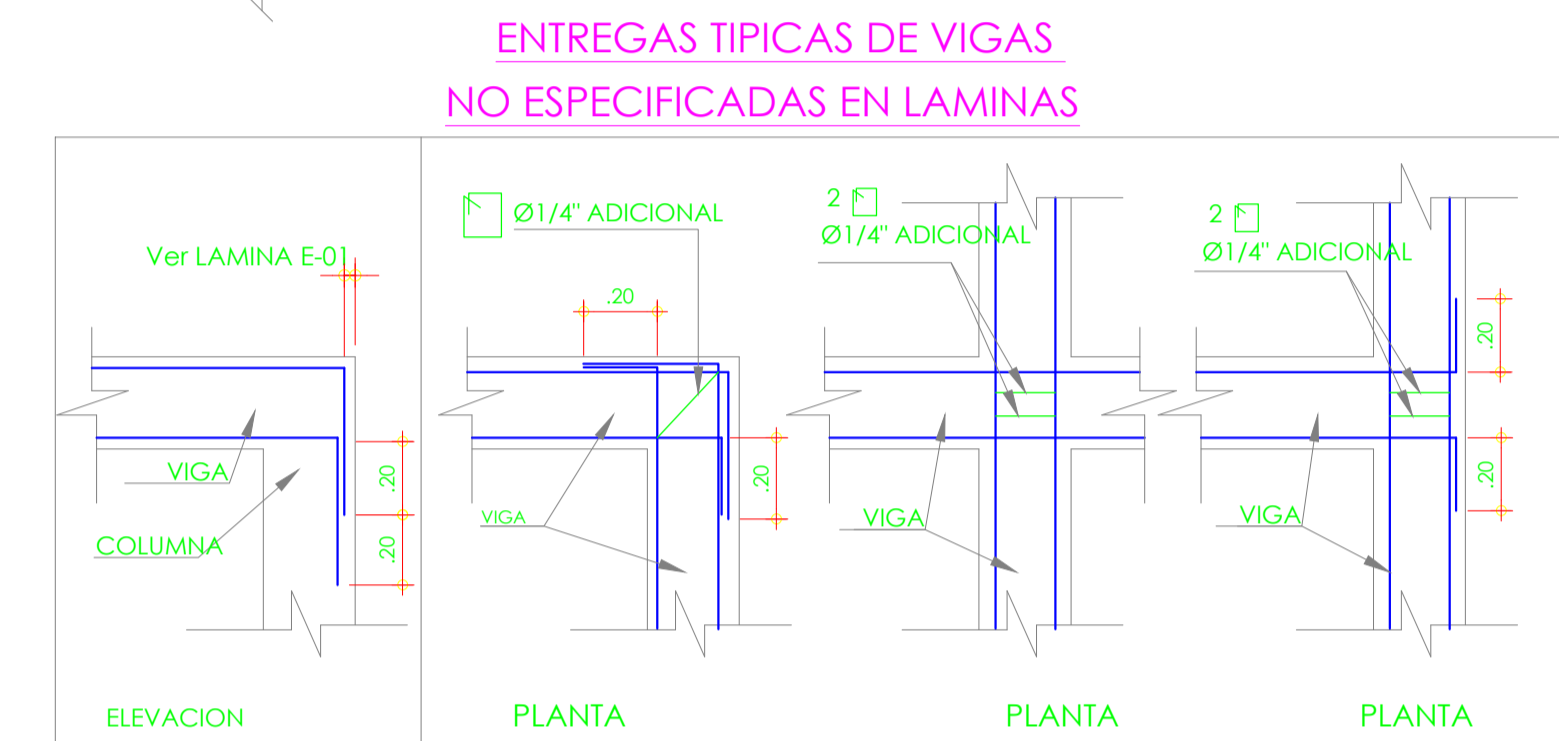 ENTREGAS TIPICAS DE VIGAS
NO ESPECIFICADAS EN LAMINAS
Ver LAMINA E-01
VIGA
COLUMNA
.20
.20
ELEVACION
Ø1/4" ADICIONAL
.20
.20
VIGA
PLANTA
2
Ø1/4" ADICIONAL
VIGA
PLANTA
2
Ø1/4" ADICIONAL
.20
.20
VIGA
PLANTA